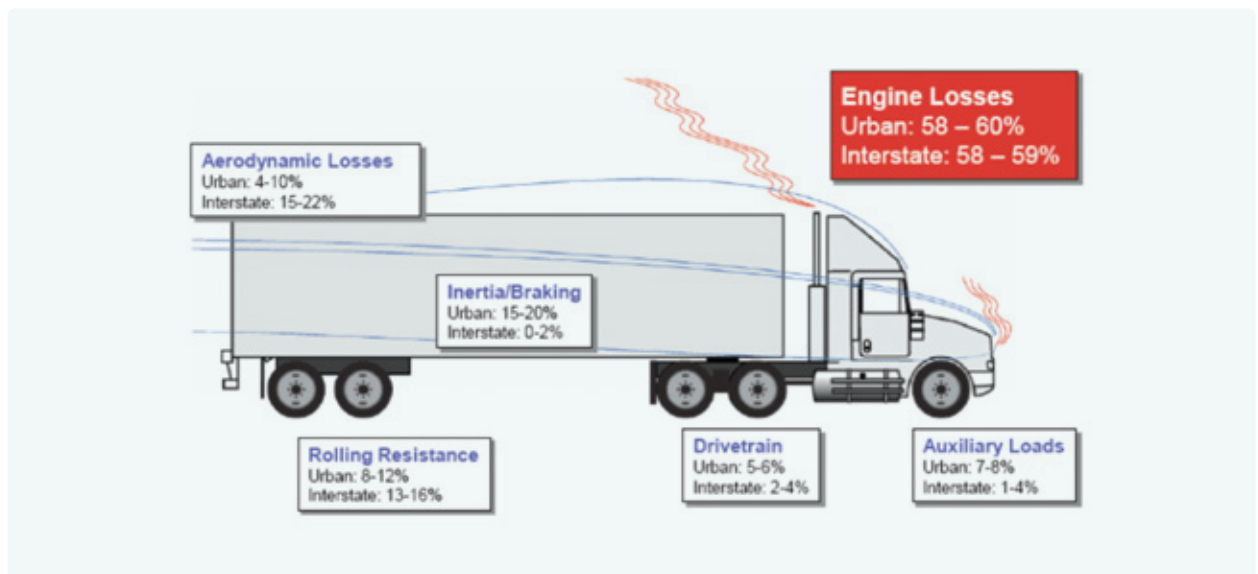 Engine Losses
Urban: 58 – 60%
Interstate: 58 – 59%
Aerodynamic Losses
Urban: 4-10%
Interstate: 15-22%
Inertia/Braking
Urban: 15-20%
Interstate: 0-2%
Rolling Resistance
Urban: 8-12%
Interstate: 13-16%
Drivetrain
Urban: 5-6%
Interstate: 2-4%
Auxiliary Loads
Urban: 7-8%
Interstate: 1-4%